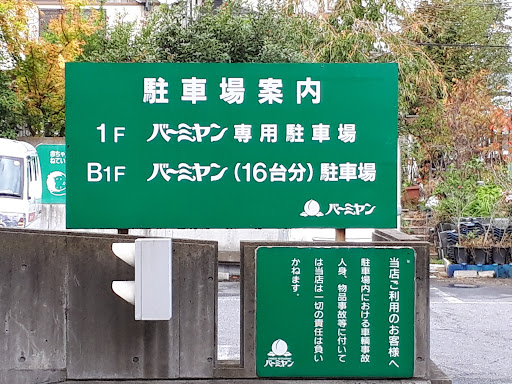 駐車場案内
1F バーミヤン専用駐車場
B1F バーミヤン(16台分)駐車場
バーミヤン
当店ご利用のお客様へ
駐車場内における車輌事故
人身、物品事故等に付いて
は当店は一切の責任は負い
かねます。
バーミヤン